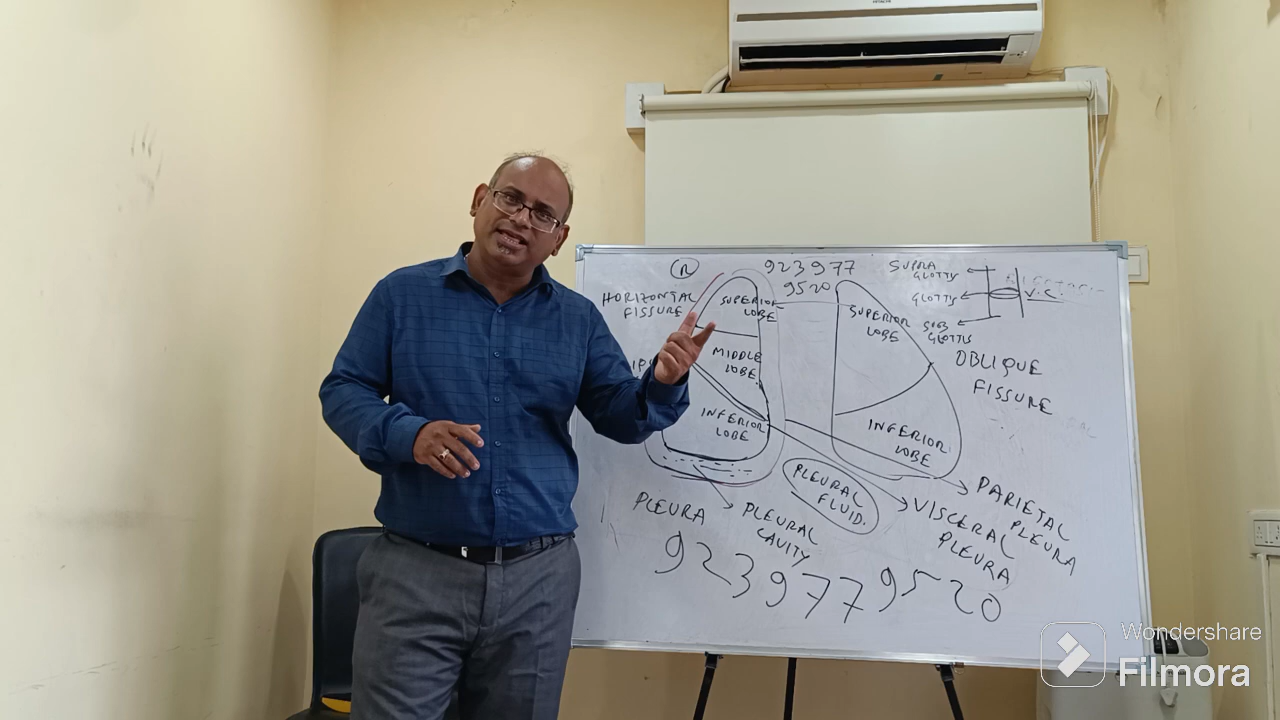 HITACHI
R
923977
9520
HORIZONTAL
FISSURE
SUPERIOR
LOBE
MIDDLE
LOBE
INFERIOR
LOBE
SUPERIOR
LOBE
INFERIOR
LOBE
SUPRA
GLOTTIS
GLOTTIS
V.C.
SUB
GLOTTIS
OBLIQUE
FISSURE
PLEURA
PLEURAL
CAVITY
PLEURAL
FLUID.
VISCERAL
PLEURA
PARIETAL
PLEURA
9239779520
Wondershare
Filmora